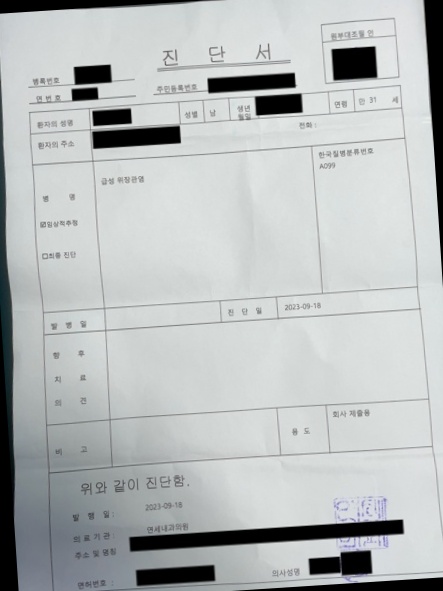 진 단 서
원부대조필 인
병록번호
연 번 호
주민등록번호
환자의 성명
성별
남
생년
월일
연령
만 31 세
환자의 주소
전화 :
병 명
급성 위장관염
한국질병분류번호
A099
☑임상적추정
☐최종 진단
발 병 일
진 단 일
2023-09-18
향 후
치 료
의 견
비 고
용 도
회사 제출용
위와 같이 진단함.
발 행 일 :
2023-09-18
의 료 기 관
연세내과의원
주소 및 명칭
면허번호 :
의사성명